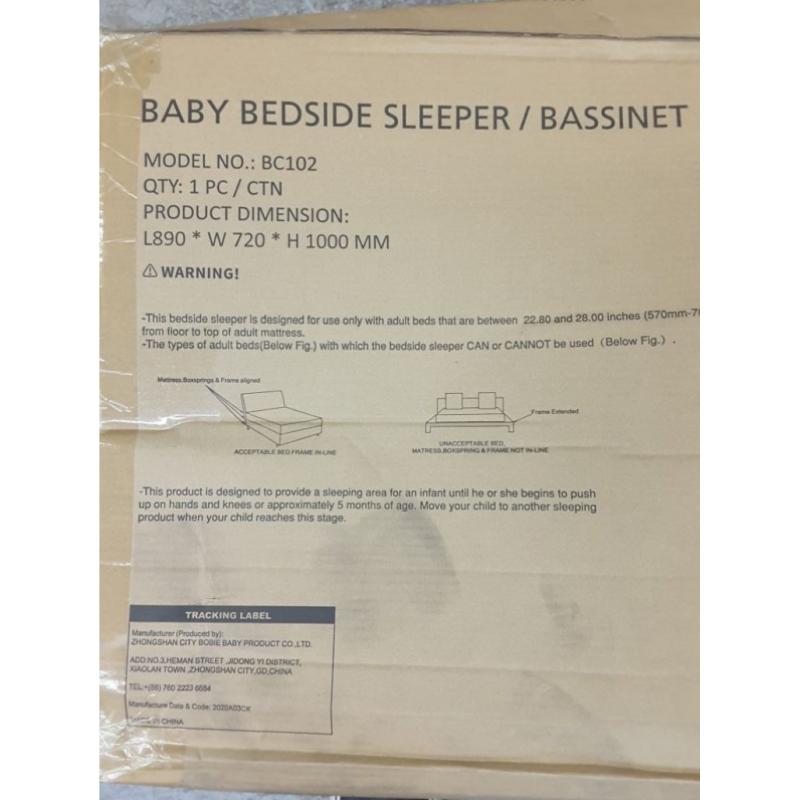 BABY BEDSIDE SLEEPER / BASSINET
MODEL NO.: BC102
QTY: 1 PC / CTN
PRODUCT DIMENSION:
L890 * W 720 * H 1000 MM
⚠ WARNING!
-This bedside sleeper is designed for use only with adult beds that are between 22.80 and 28.00 inches (570mm-7
from floor to top of adult mattress.
-The types of adult beds(Below Fig.) with which the bedside sleeper CAN or CANNOT be used (Below Fig.) .
Mattress,Boxsprings & Frame aligned
ACCEPTABLE BED FRAME IN-LINE
Frame Extended
UNACCEPTABLE BED,
MATRESS,BOXSPRING & FRAME NOT IN-LINE
-This product is designed to provide a sleeping area for an infant until he or she begins to push
up on hands and knees or approximately 5 months of age. Move your child to another sleeping
product when your child reaches this stage.
TRACKING LABEL
Manufacturer (Produced by):
ZHONGSHAN CITY BOBIE BABY PRODUCT CO.,LTD.
ADD:NO.3,HEMAN STREET ,JIDONG YI DISTRICT,
XIAOLAN TOWN ,ZHONGSHAN CITY,GD,CHINA
TEL:+(86) 760 2223 6684
Manufacture Date & Code: 2020A03CK
MADE IN CHINA